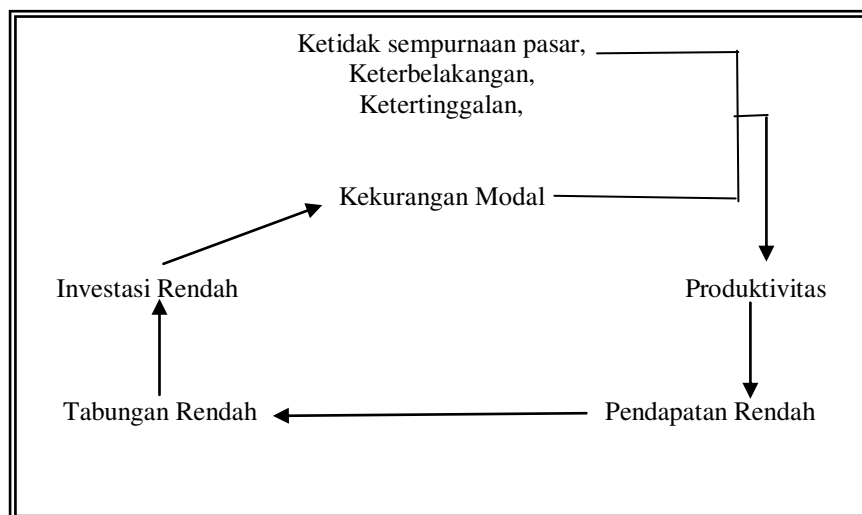 Ketidak sempurnaan pasar,
Keterbelakangan,
Ketertinggalan,
Kekurangan Modal
Investasi Rendah
Produktivitas
Tabungan Rendah
Pendapatan Rendah